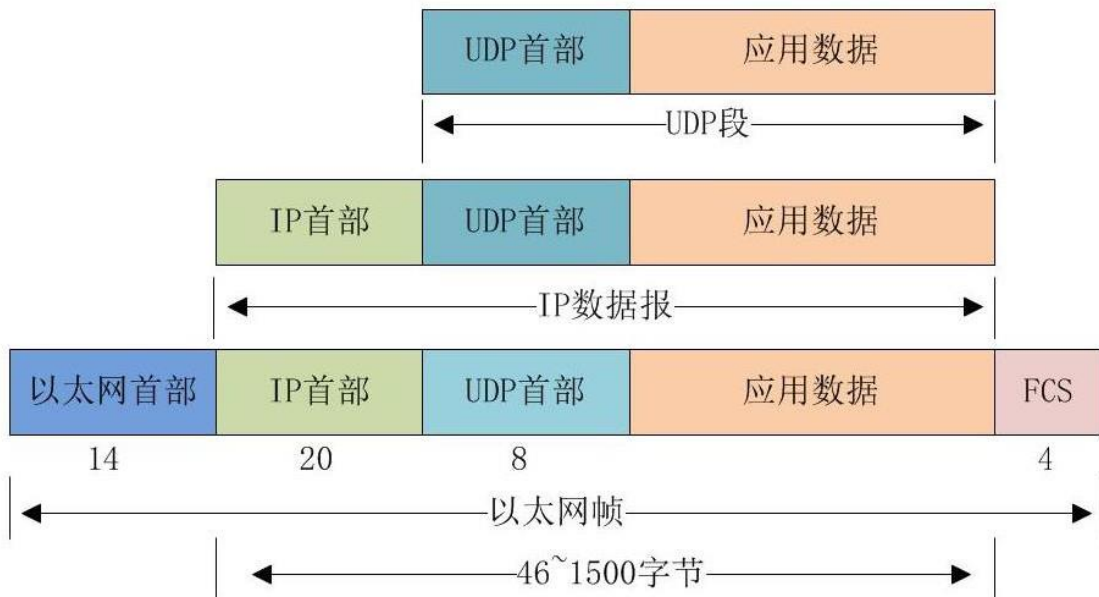 UDP首部 应用数据
UDP段
IP首部 UDP首部 应用数据
IP数据报
以太网首部 IP首部 UDP首部 应用数据 FCS
14 20 8 4
以太网帧
46~1500字节